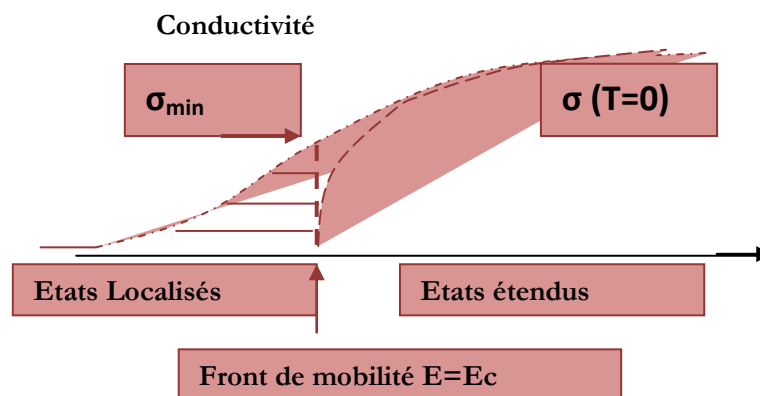 Conductivité
σmin
σ (T=0)
Etats Localisés
Etats étendus
Front de mobilité E=Ec